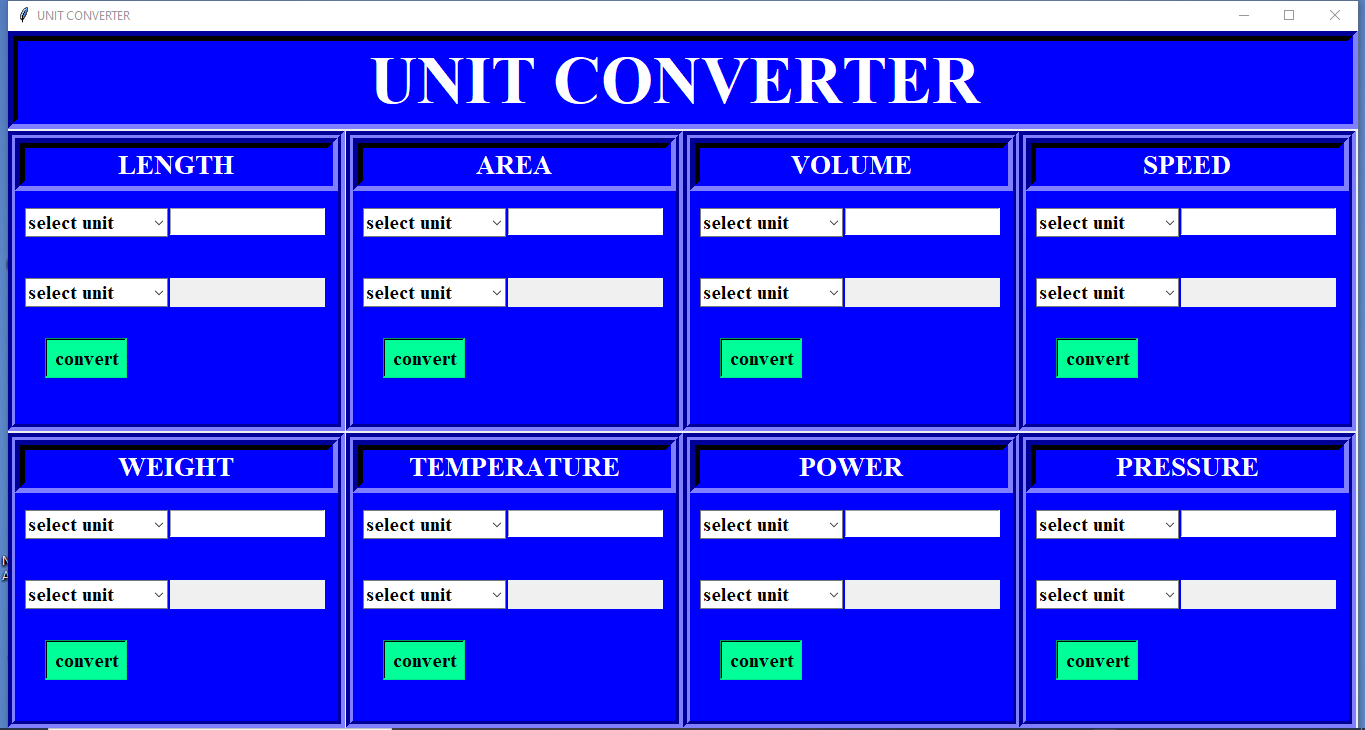 UNIT CONVERTER
UNIT CONVERTER
LENGTH
select unit
select unit
convert
AREA
select unit
select unit
convert
VOLUME
select unit
select unit
convert
SPEED
select unit
select unit
convert
WEIGHT
select unit
select unit
convert
TEMPERATURE
select unit
select unit
convert
POWER
select unit
select unit
convert
PRESSURE
select unit
select unit
convert